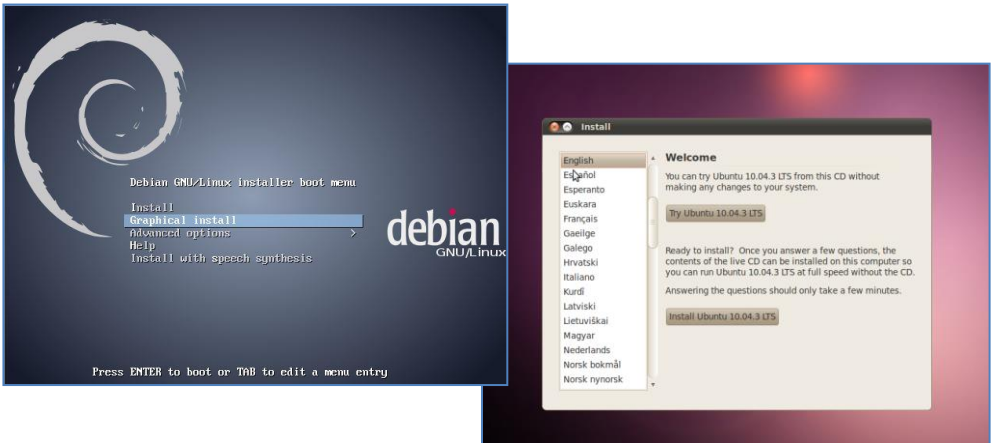 Debian GNU/Linux installer boot menu
Install
Graphical install
Advanced options >
Help
Install with speech synthesis
debian
GNU/Linux
Press ENTER to boot or TAB to edit a menu entry
Install
English
Español
Esperanto
Euskara
Français
Gaeilge
Galego
Hrvatski
Italiano
Kurdî
Latviski
Lietuviškai
Magyar
Nederlands
Norsk bokmål
Norsk nynorsk
Welcome
You can try Ubuntu 10.04.3 LTS from this CD without
making any changes to your system.
Try Ubuntu 10.04.3 LTS
Ready to install? Once you answer a few questions, the
contents of the live CD can be installed on this computer so
you can run Ubuntu 10.04.3 LTS at full speed without the CD.
Answering the questions should only take a few minutes.
Install Ubuntu 10.04.3 LTS